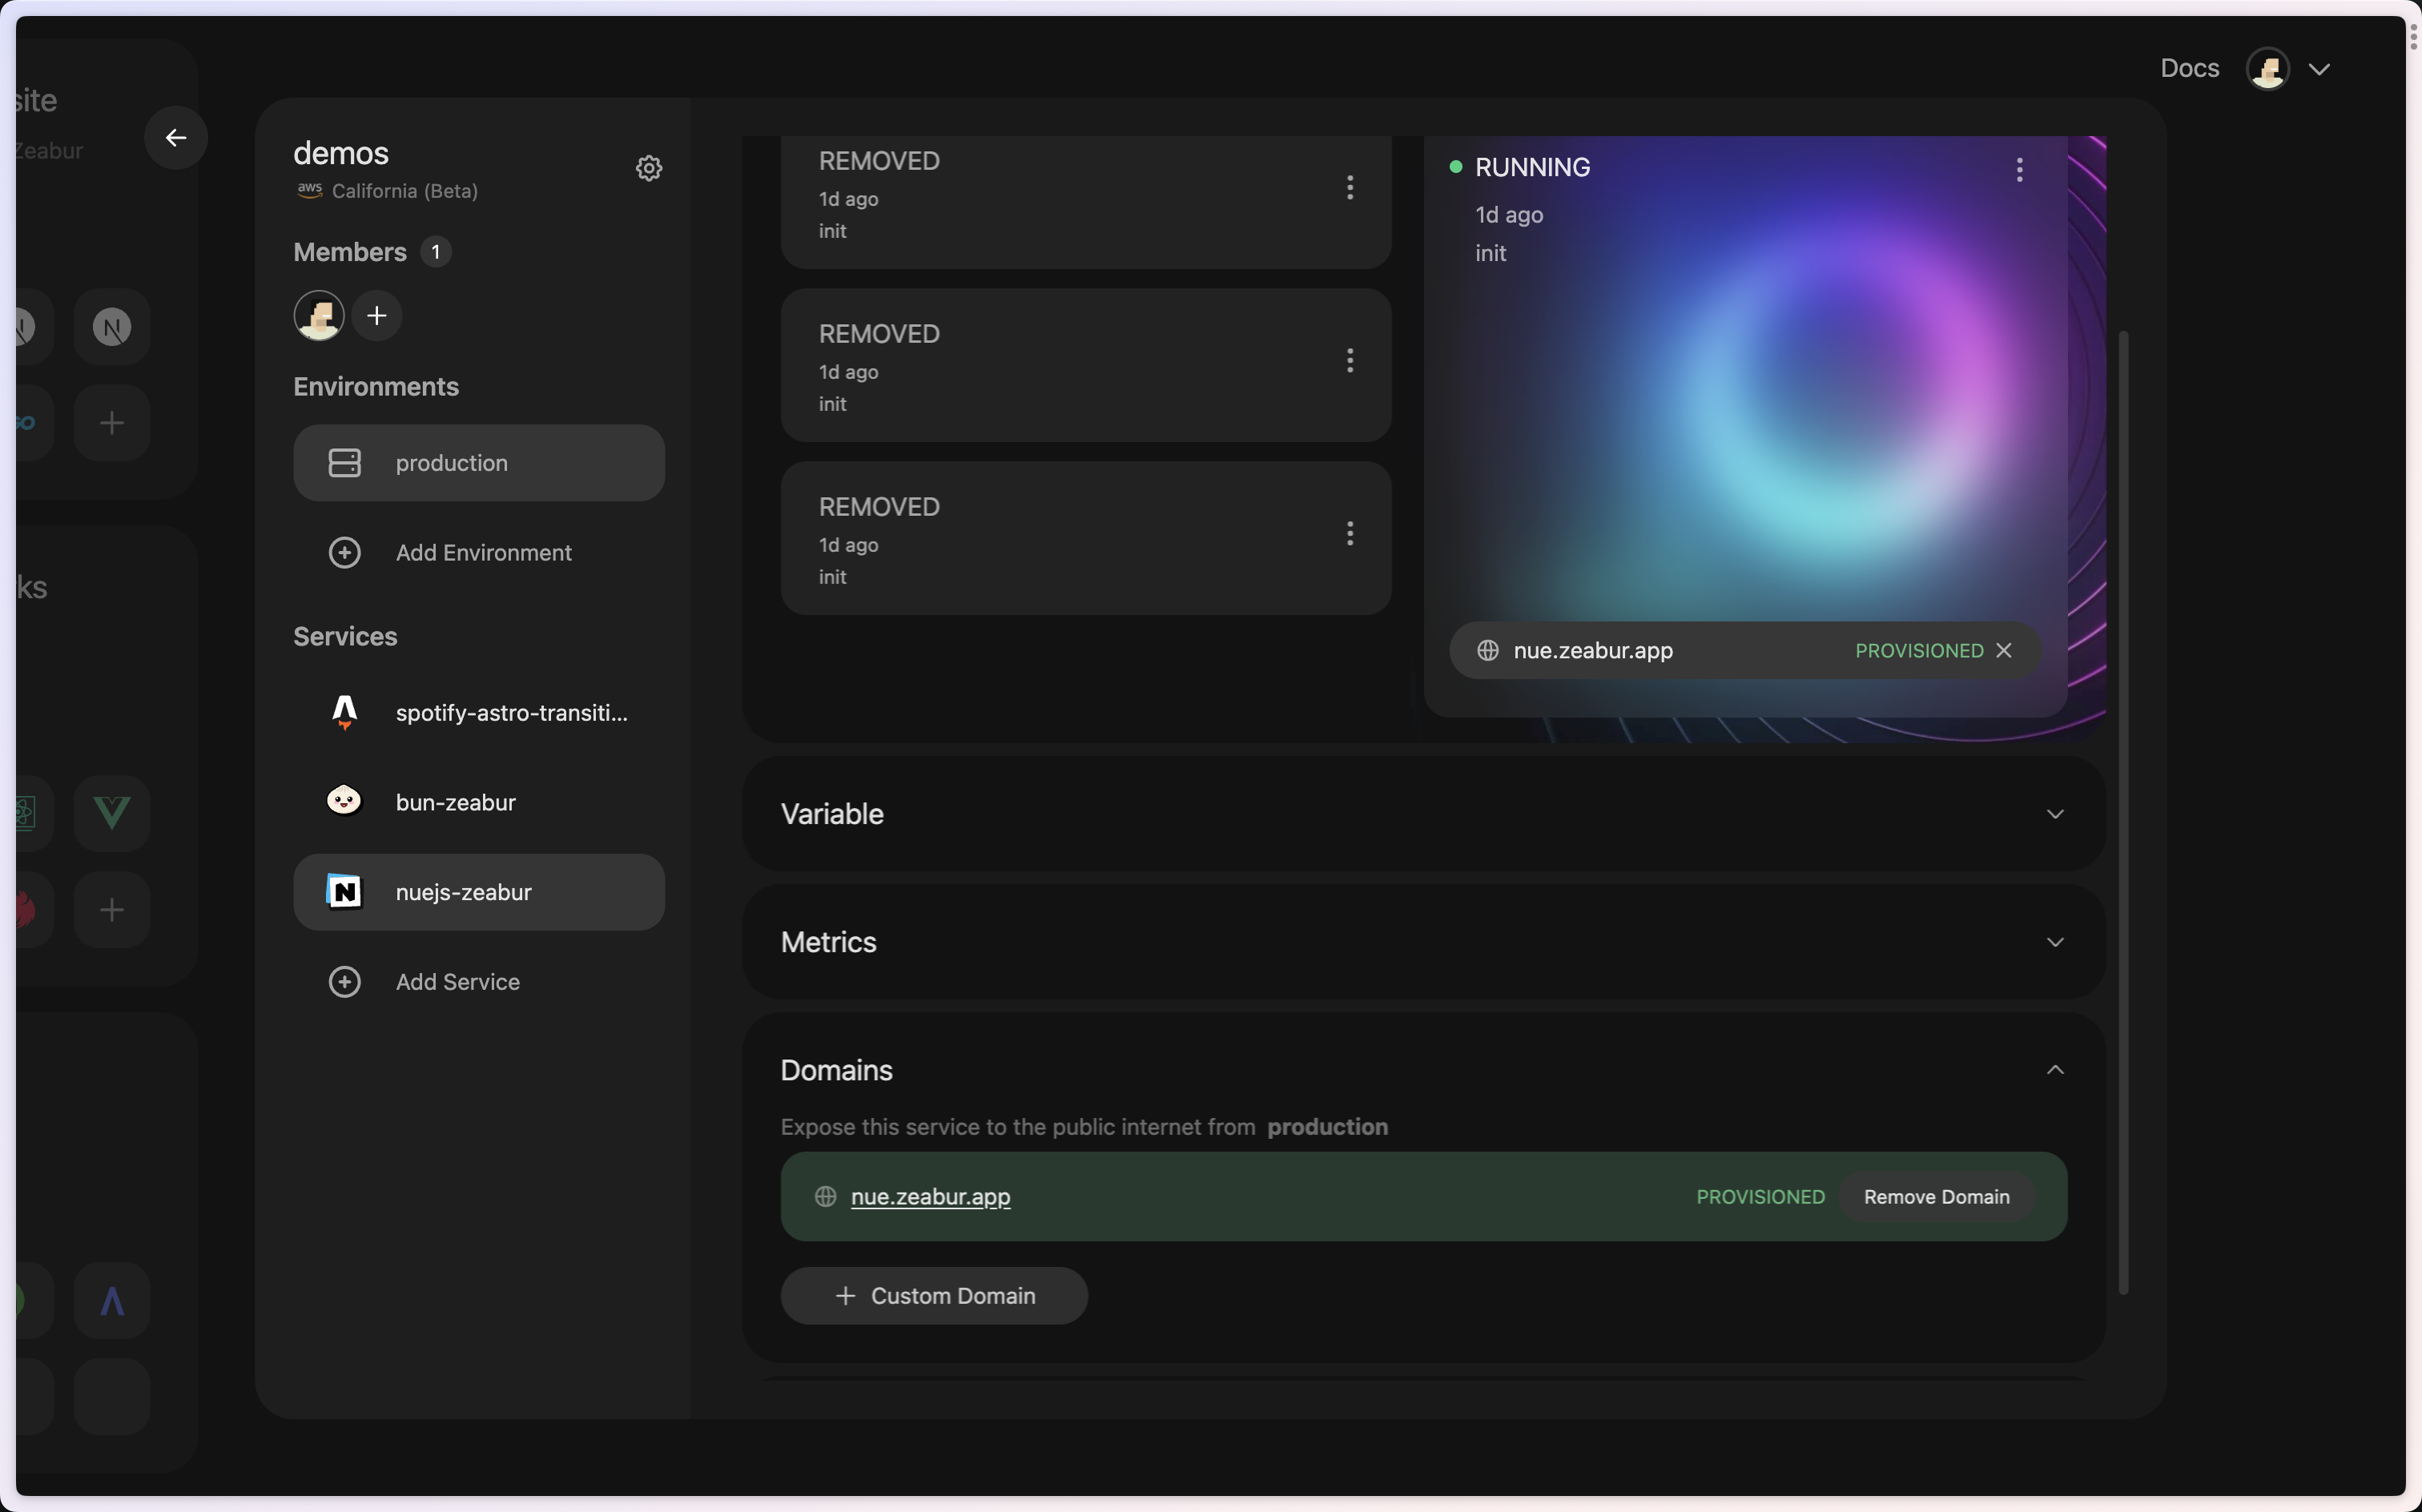 Docs
site
Zeabur
ks
demos
aws California (Beta)
Members 1
Environments
production
Add Environment
Services
spotify-astro-transiti...
bun-zeabur
N nuejs-zeabur
Add Service
REMOVED
1d ago
init
REMOVED
1d ago
init
REMOVED
1d ago
init
RUNNING
1d ago
init
nue.zeabur.app PROVISIONED
Variable
Metrics
Domains
Expose this service to the public internet from production
nue.zeabur.app PROVISIONED Remove Domain
Custom Domain